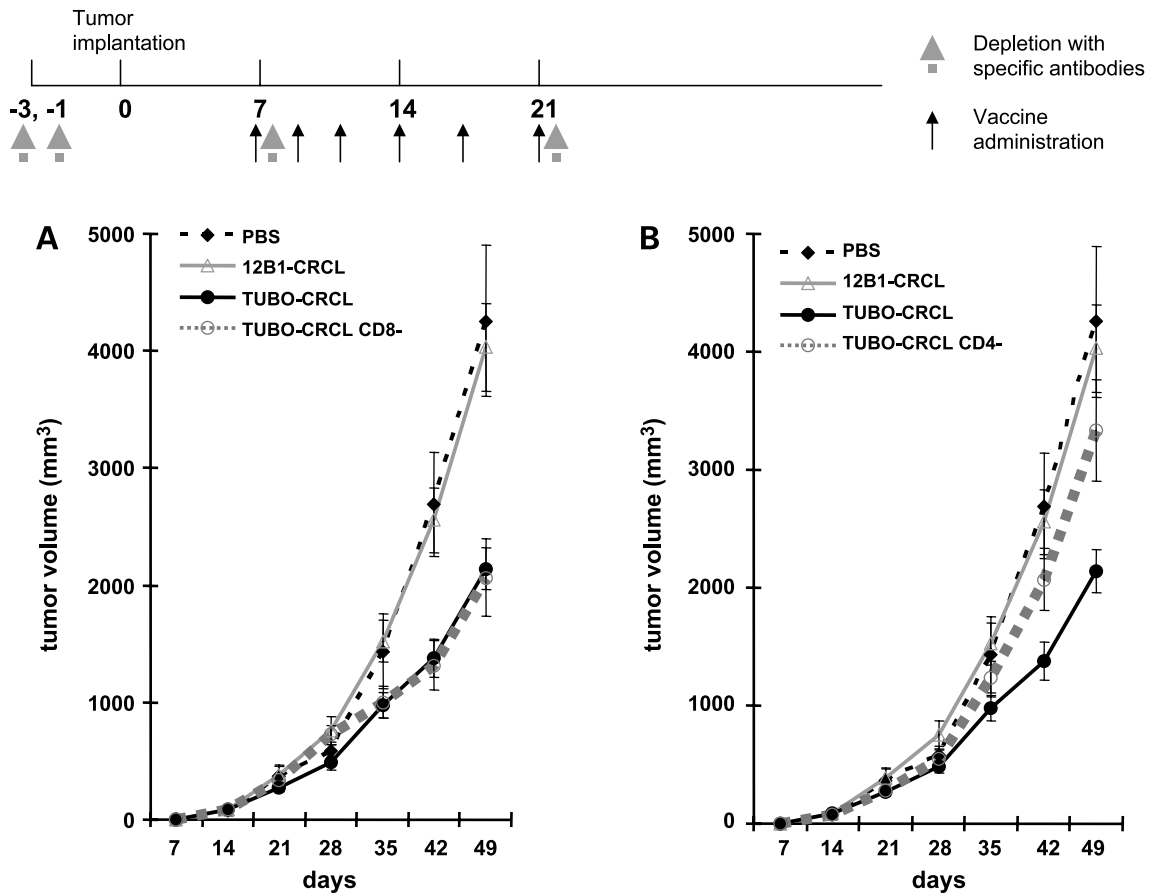 Tumor
implantation
-3, -1 0 7 14 21
Depletion with
specific antibodies
Vaccine
administration
A
PBS
12B1-CRCL
TUBO-CRCL
TUBO-CRCL CD8-
tumor volume (mm³)
5000
4000
3000
2000
1000
0
7 14 21 28 35 42 49
days
B
PBS
12B1-CRCL
TUBO-CRCL
TUBO-CRCL CD4-
tumor volume (mm³)
5000
4000
3000
2000
1000
0
7 14 21 28 35 42 49
days